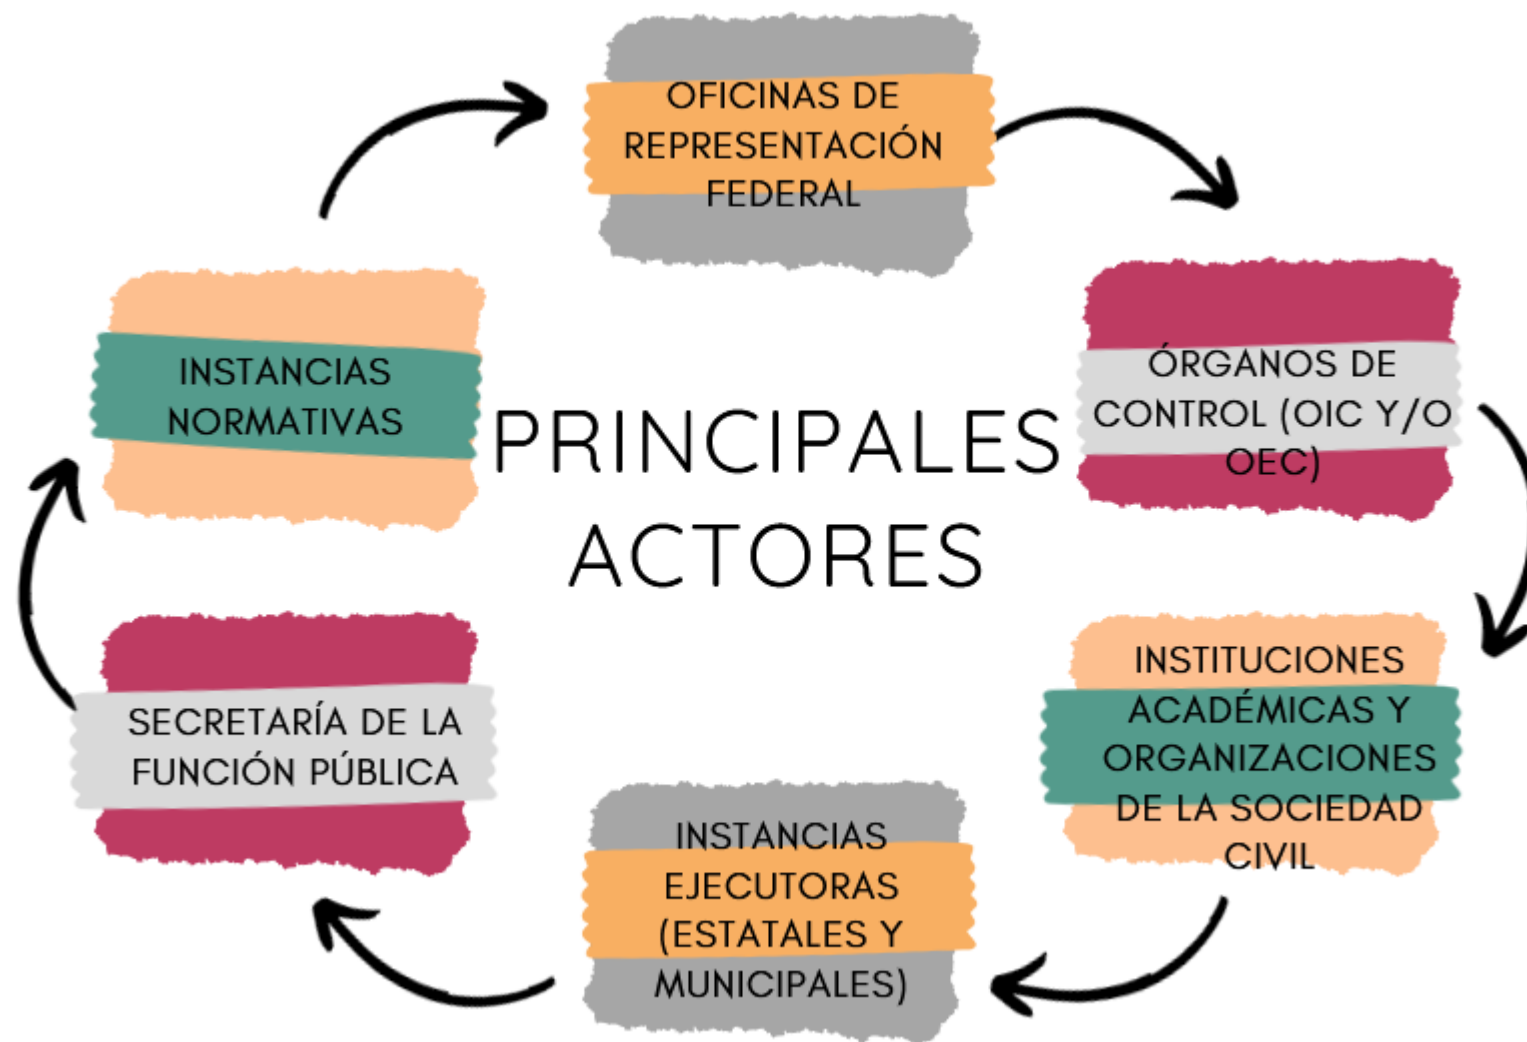 OFICINAS DE
REPRESENTACIÓN
FEDERAL
ÓRGANOS DE
CONTROL (OIC Y/O
OEC)
INSTITUCIONES
ACADÉMICAS Y
ORGANIZACIONES
DE LA SOCIEDAD
CIVIL
INSTANCIAS
EJECUTORAS
(ESTATALES Y
MUNICIPALES)
SECRETARÍA DE LA
FUNCIÓN PÚBLICA
INSTANCIAS
NORMATIVAS
PRINCIPALES
ACTORES